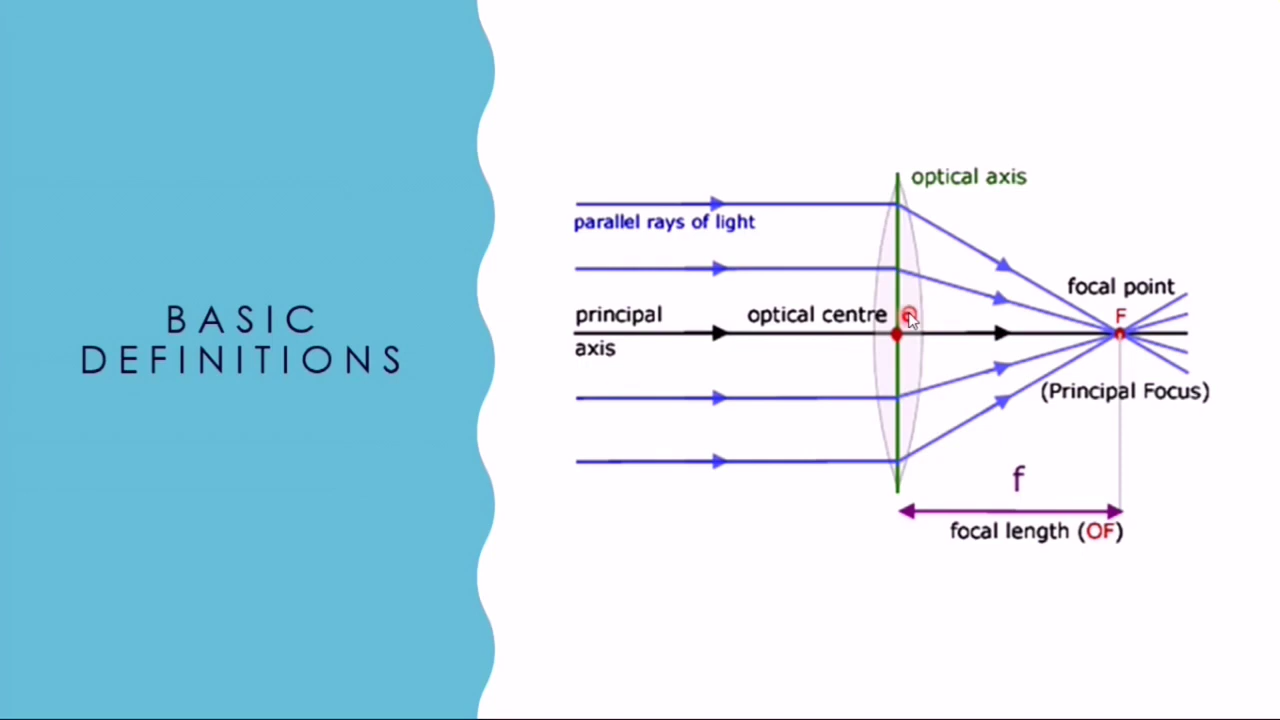 BASIC
DEFINITIONS
optical axis
parallel rays of light
focal point
principal
optical centre O
F
axis
(Principal Focus)
f
focal length (OF)